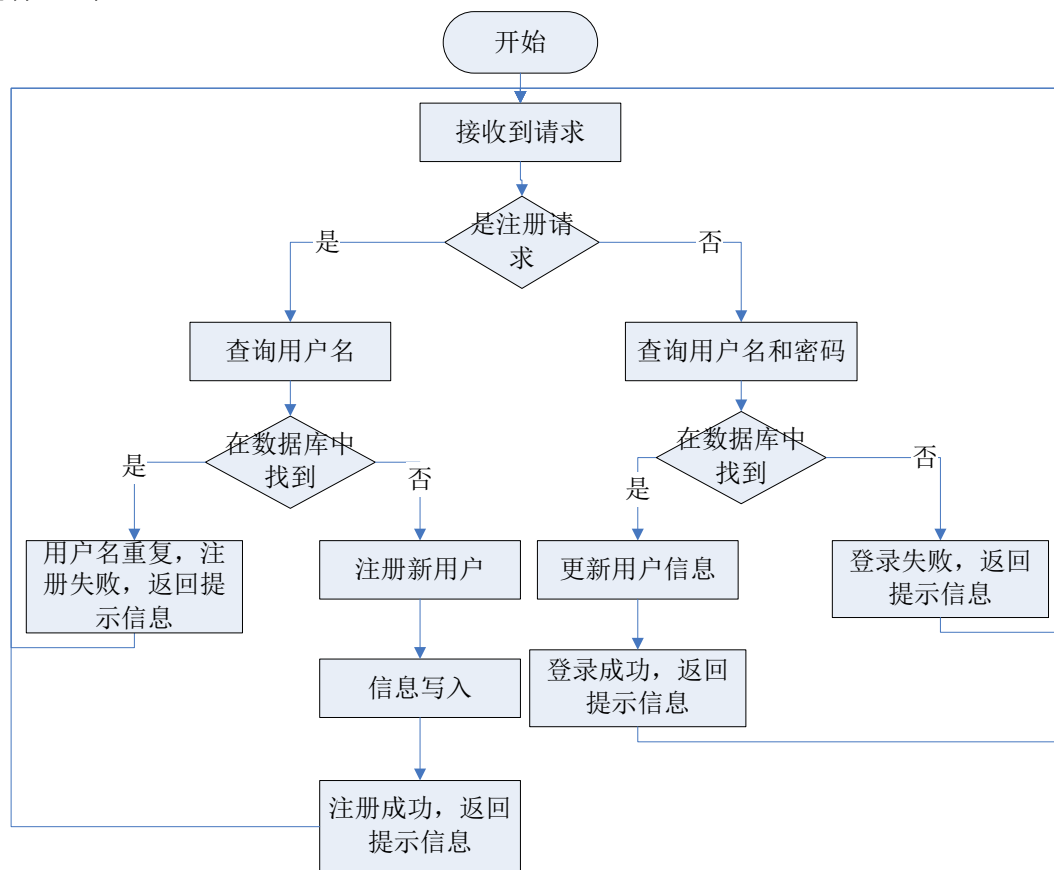 开始
接收到请求
是注册请
求
是
否
查询用户名
查询用户名和密码
在数据库中
找到
在数据库中
找到
是
否
是
否
用户名重复，注
册失败，返回提
示信息
注册新用户
更新用户信息
登录失败，返回
提示信息
信息写入
登录成功，返回
提示信息
注册成功，返回
提示信息